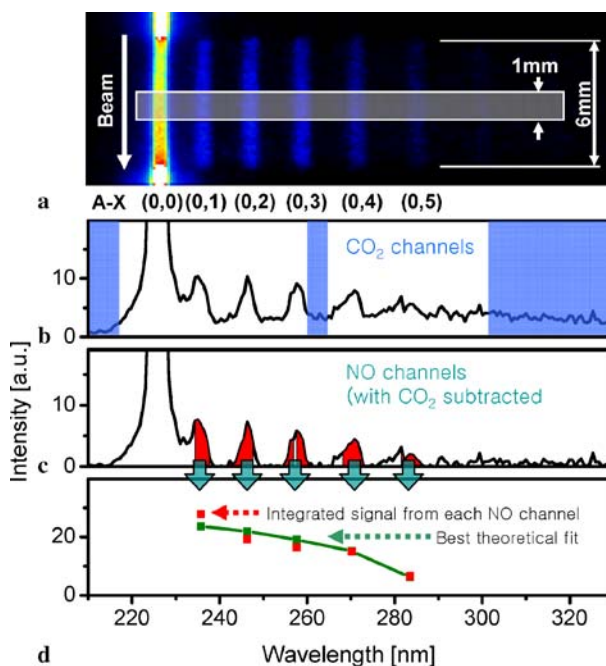 Beam
1mm
6mm
a
A-X (0,0) (0,1) (0,2) (0,3) (0,4) (0,5)
CO₂ channels
10
0
b
Intensity [a.u.]
NO channels
(with CO₂ subtracted
10
0
c
Integrated signal from each NO channel
Best theoretical fit
20
0
220 240 260 280 300 320
d
Wavelength [nm]